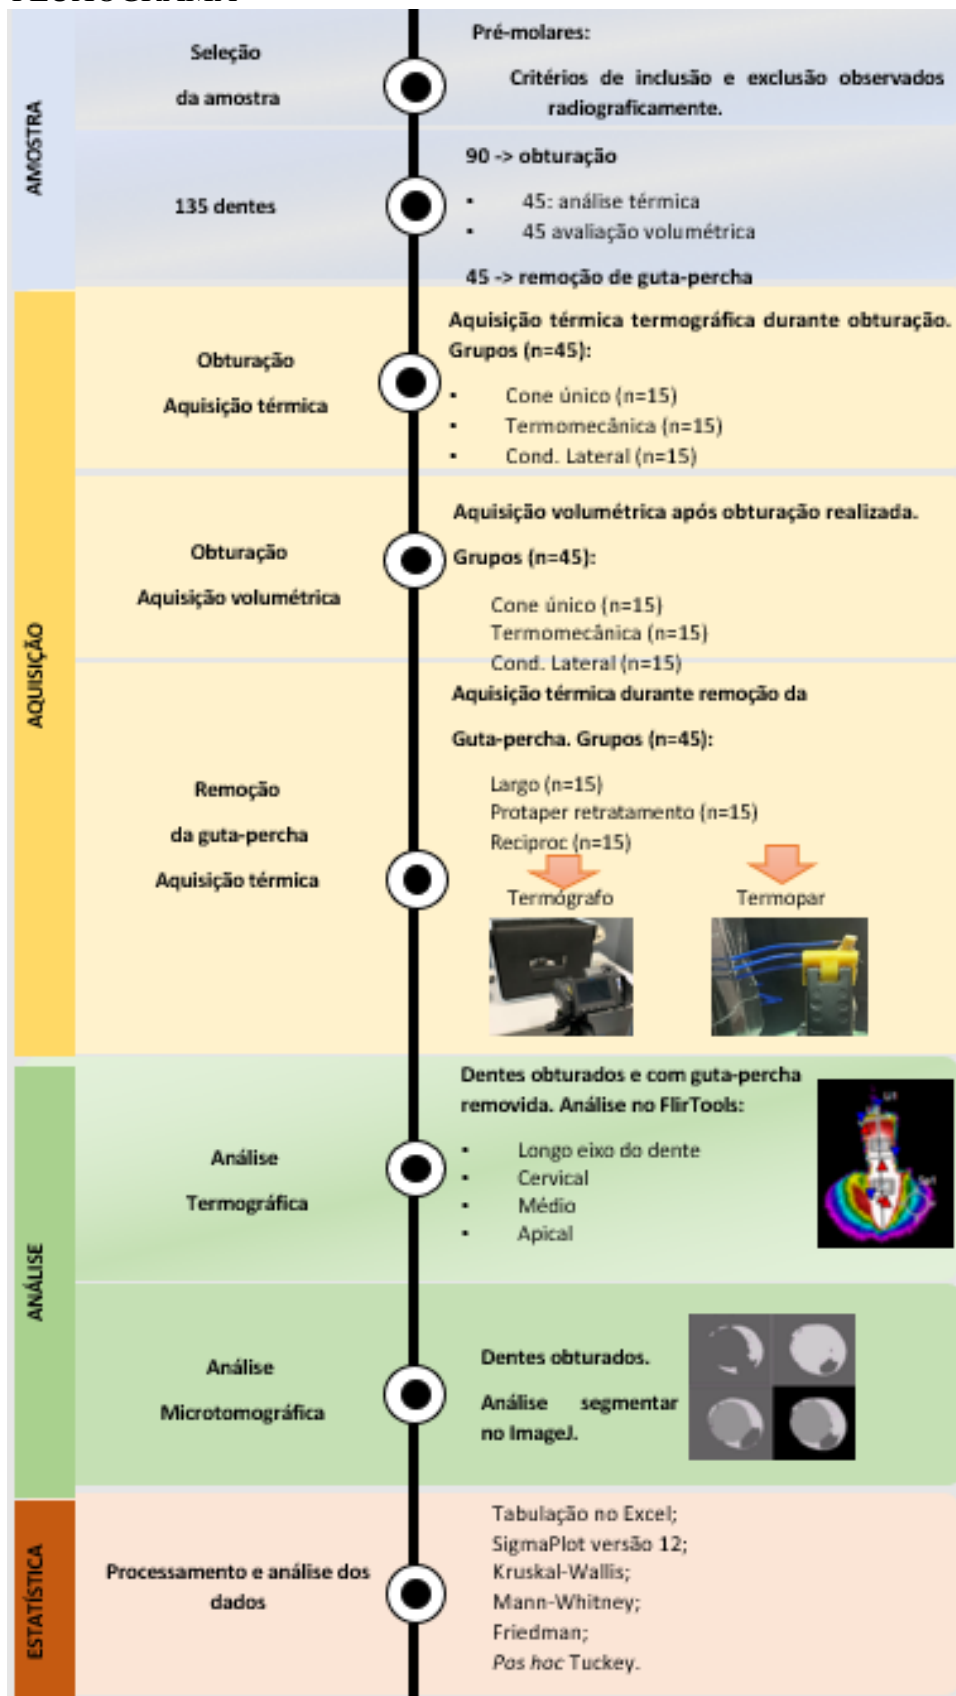 AMOSTRA
Seleção
da amostra
Pré-molares:
Critérios de inclusão e exclusão observados
radiograficamente.
135 dentes
90 -> obturação
▪ 45: análise térmica
▪ 45 avaliação volumétrica
45 -> remoção de guta-percha
AQUISIÇÃO
Obturação
Aquisição térmica
Aquisição térmica termográfica durante obturação.
Grupos (n=45):
▪ Cone único (n=15)
▪ Termomecânica (n=15)
▪ Cond. Lateral (n=15)
Obturação
Aquisição volumétrica
Aquisição volumétrica após obturação realizada.
Grupos (n=45):
Cone único (n=15)
Termomecânica (n=15)
Cond. Lateral (n=15)
Remoção
da guta-percha
Aquisição térmica
Aquisição térmica durante remoção da
Guta-percha. Grupos (n=45):
Largo (n=15)
Protaper retratamento (n=15)
Reciproc (n=15)
Termógrafo
Termopar
ANÁLISE
Análise
Termográfica
Dentes obturados e com guta-percha
removida. Análise no FlirTools:
▪ Longo eixo do dente
▪ Cervical
▪ Médio
▪ Apical
Análise
Microtomográfica
Dentes obturados.
Análise segmentar
no ImageJ.
ESTATÍSTICA
Processamento e análise dos
dados
Tabulação no Excel;
SigmaPlot versão 12;
Kruskal-Wallis;
Mann-Whitney;
Friedman;
Pos hoc Tuckey.